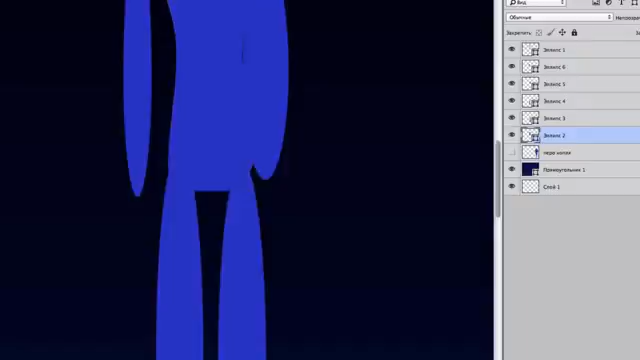 Вид
Обычные
Закрепить:
Эллипс 1
Эллипс 6
Эллипс 5
Эллипс 4
Эллипс 3
Эллипс 2
Прямоугольник 1
Слой 1